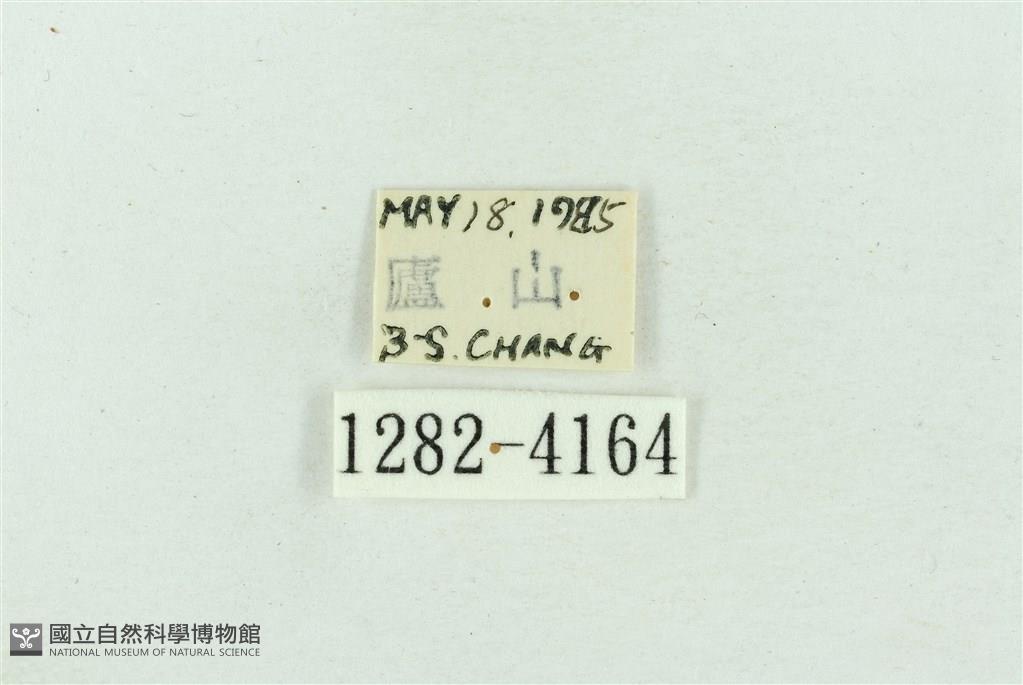 MAY 18. 1985
廬山
B-S. CHANG
1282-4164
國立自然科學博物館
NATIONAL MUSEUM OF NATURAL SCIENCE